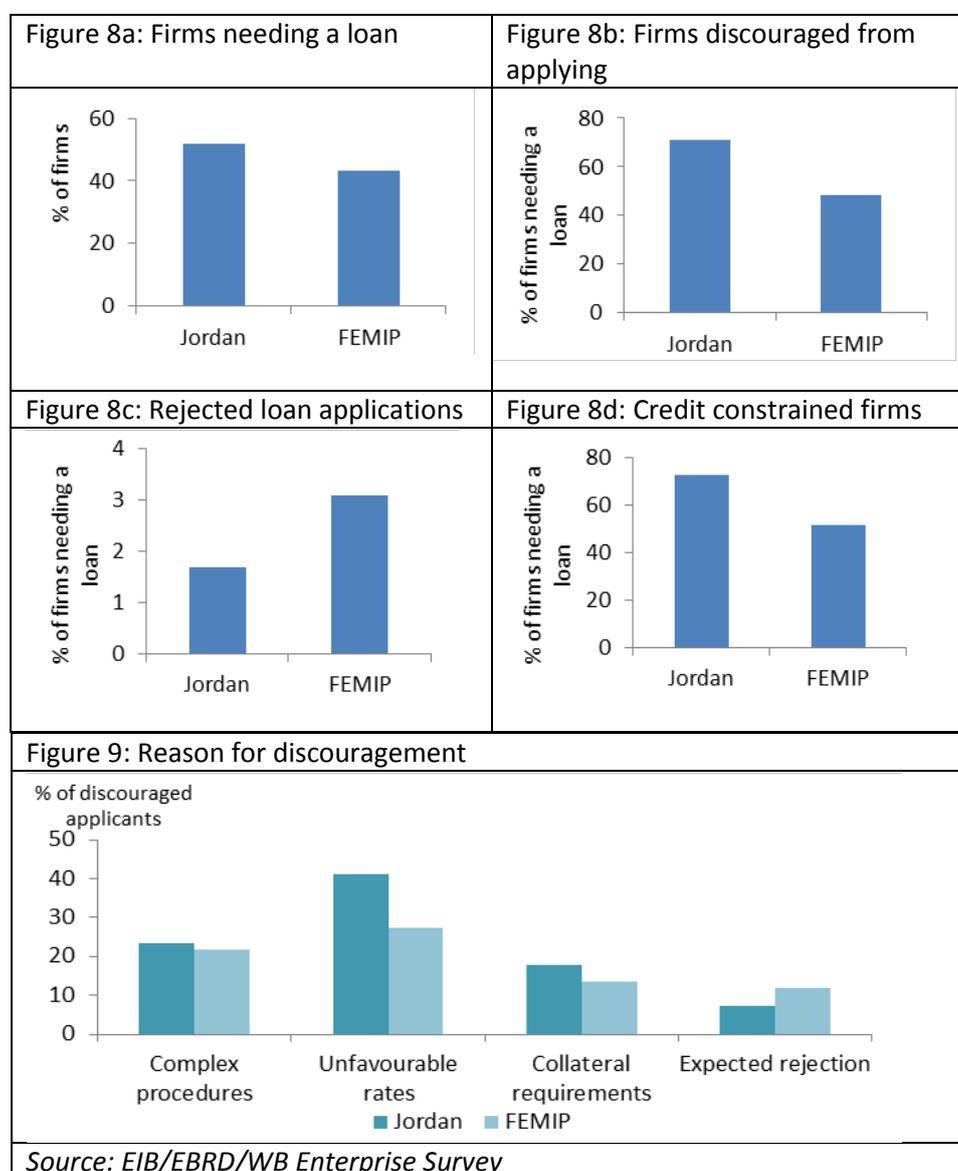 Figure 8a: Firms needing a loan
Figure 8b: Firms discouraged from
applying
% of firms
60
40
20
0
Jordan
FEMIP
% of firms needing a
loan
80
60
40
20
0
Jordan
FEMIP
Figure 8c: Rejected loan applications
Figure 8d: Credit constrained firms
% of firms needing a
loan
4
3
2
1
0
Jordan
FEMIP
% of firms needing a
loan
80
60
40
20
0
Jordan
FEMIP
Figure 9: Reason for discouragement
% of discouraged
applicants
50
40
30
20
10
0
Complex
procedures
Unfavourable
rates
Collateral
requirements
Expected rejection
Jordan
FEMIP
Source: EIB/EBRD/WB Enterprise Survey